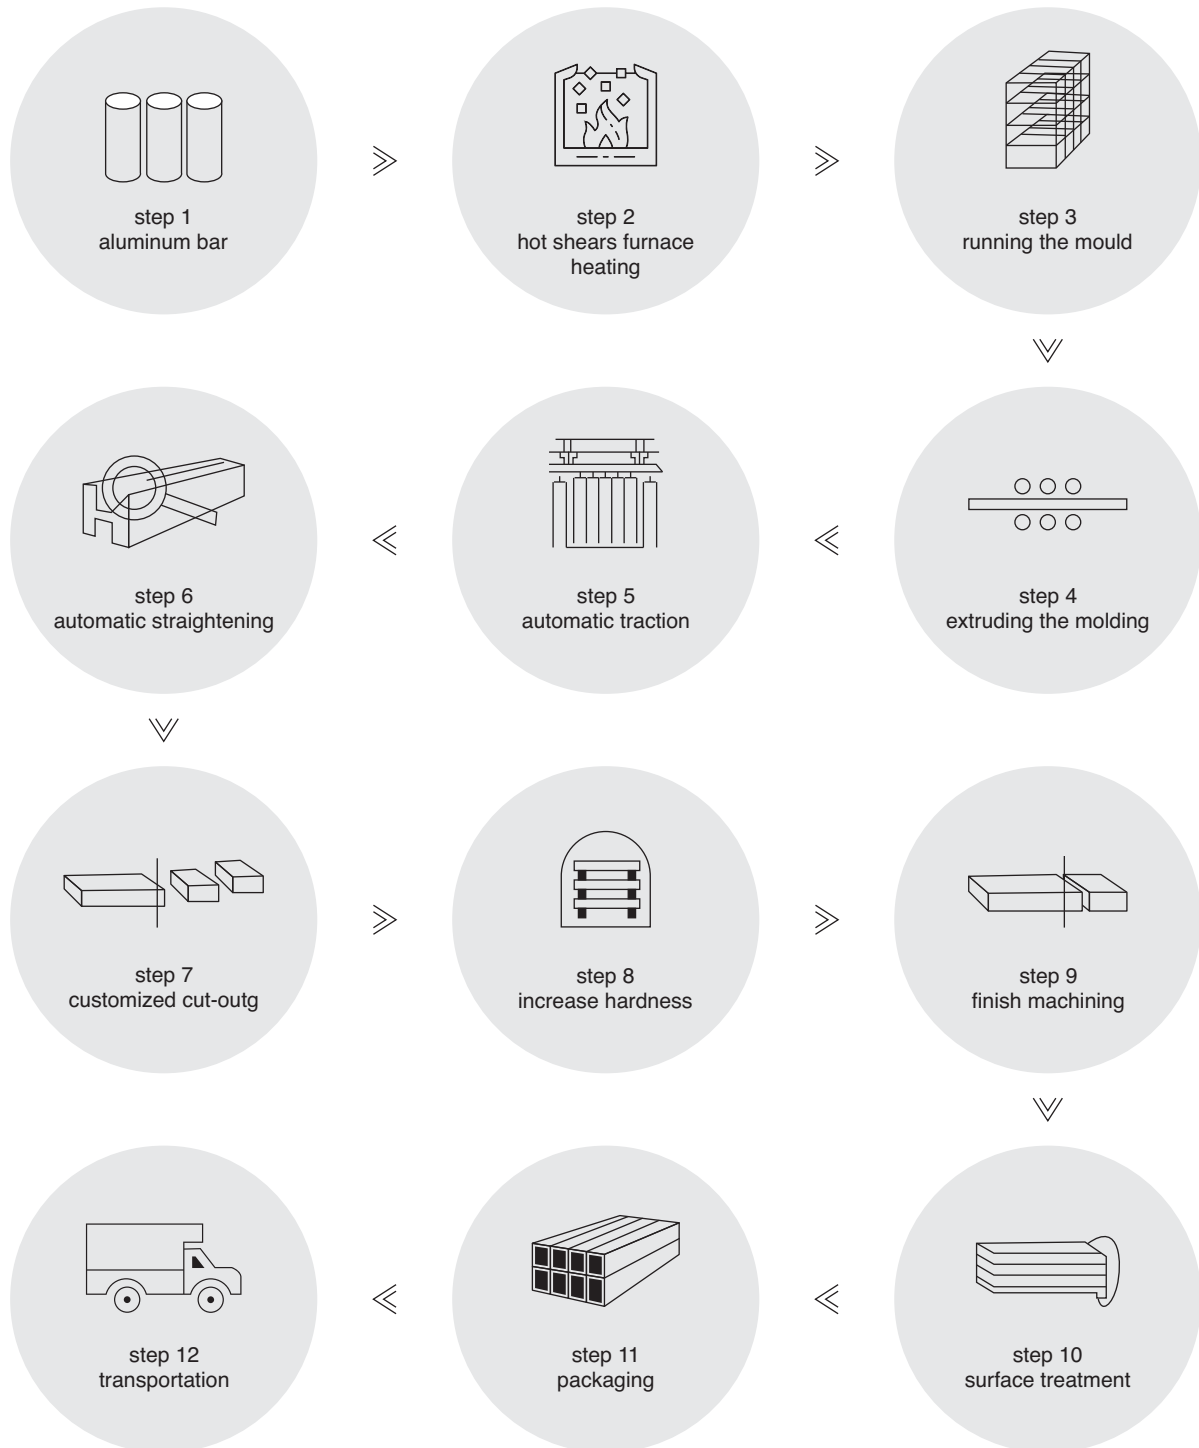 step 1
aluminum bar
step 2
hot shears furnace
heating
step 3
running the mould
step 4
extruding the molding
step 5
automatic traction
step 6
automatic straightening
step 7
customized cut-outg
step 8
increase hardness
step 9
finish machining
step 10
surface treatment
step 11
packaging
step 12
transportation